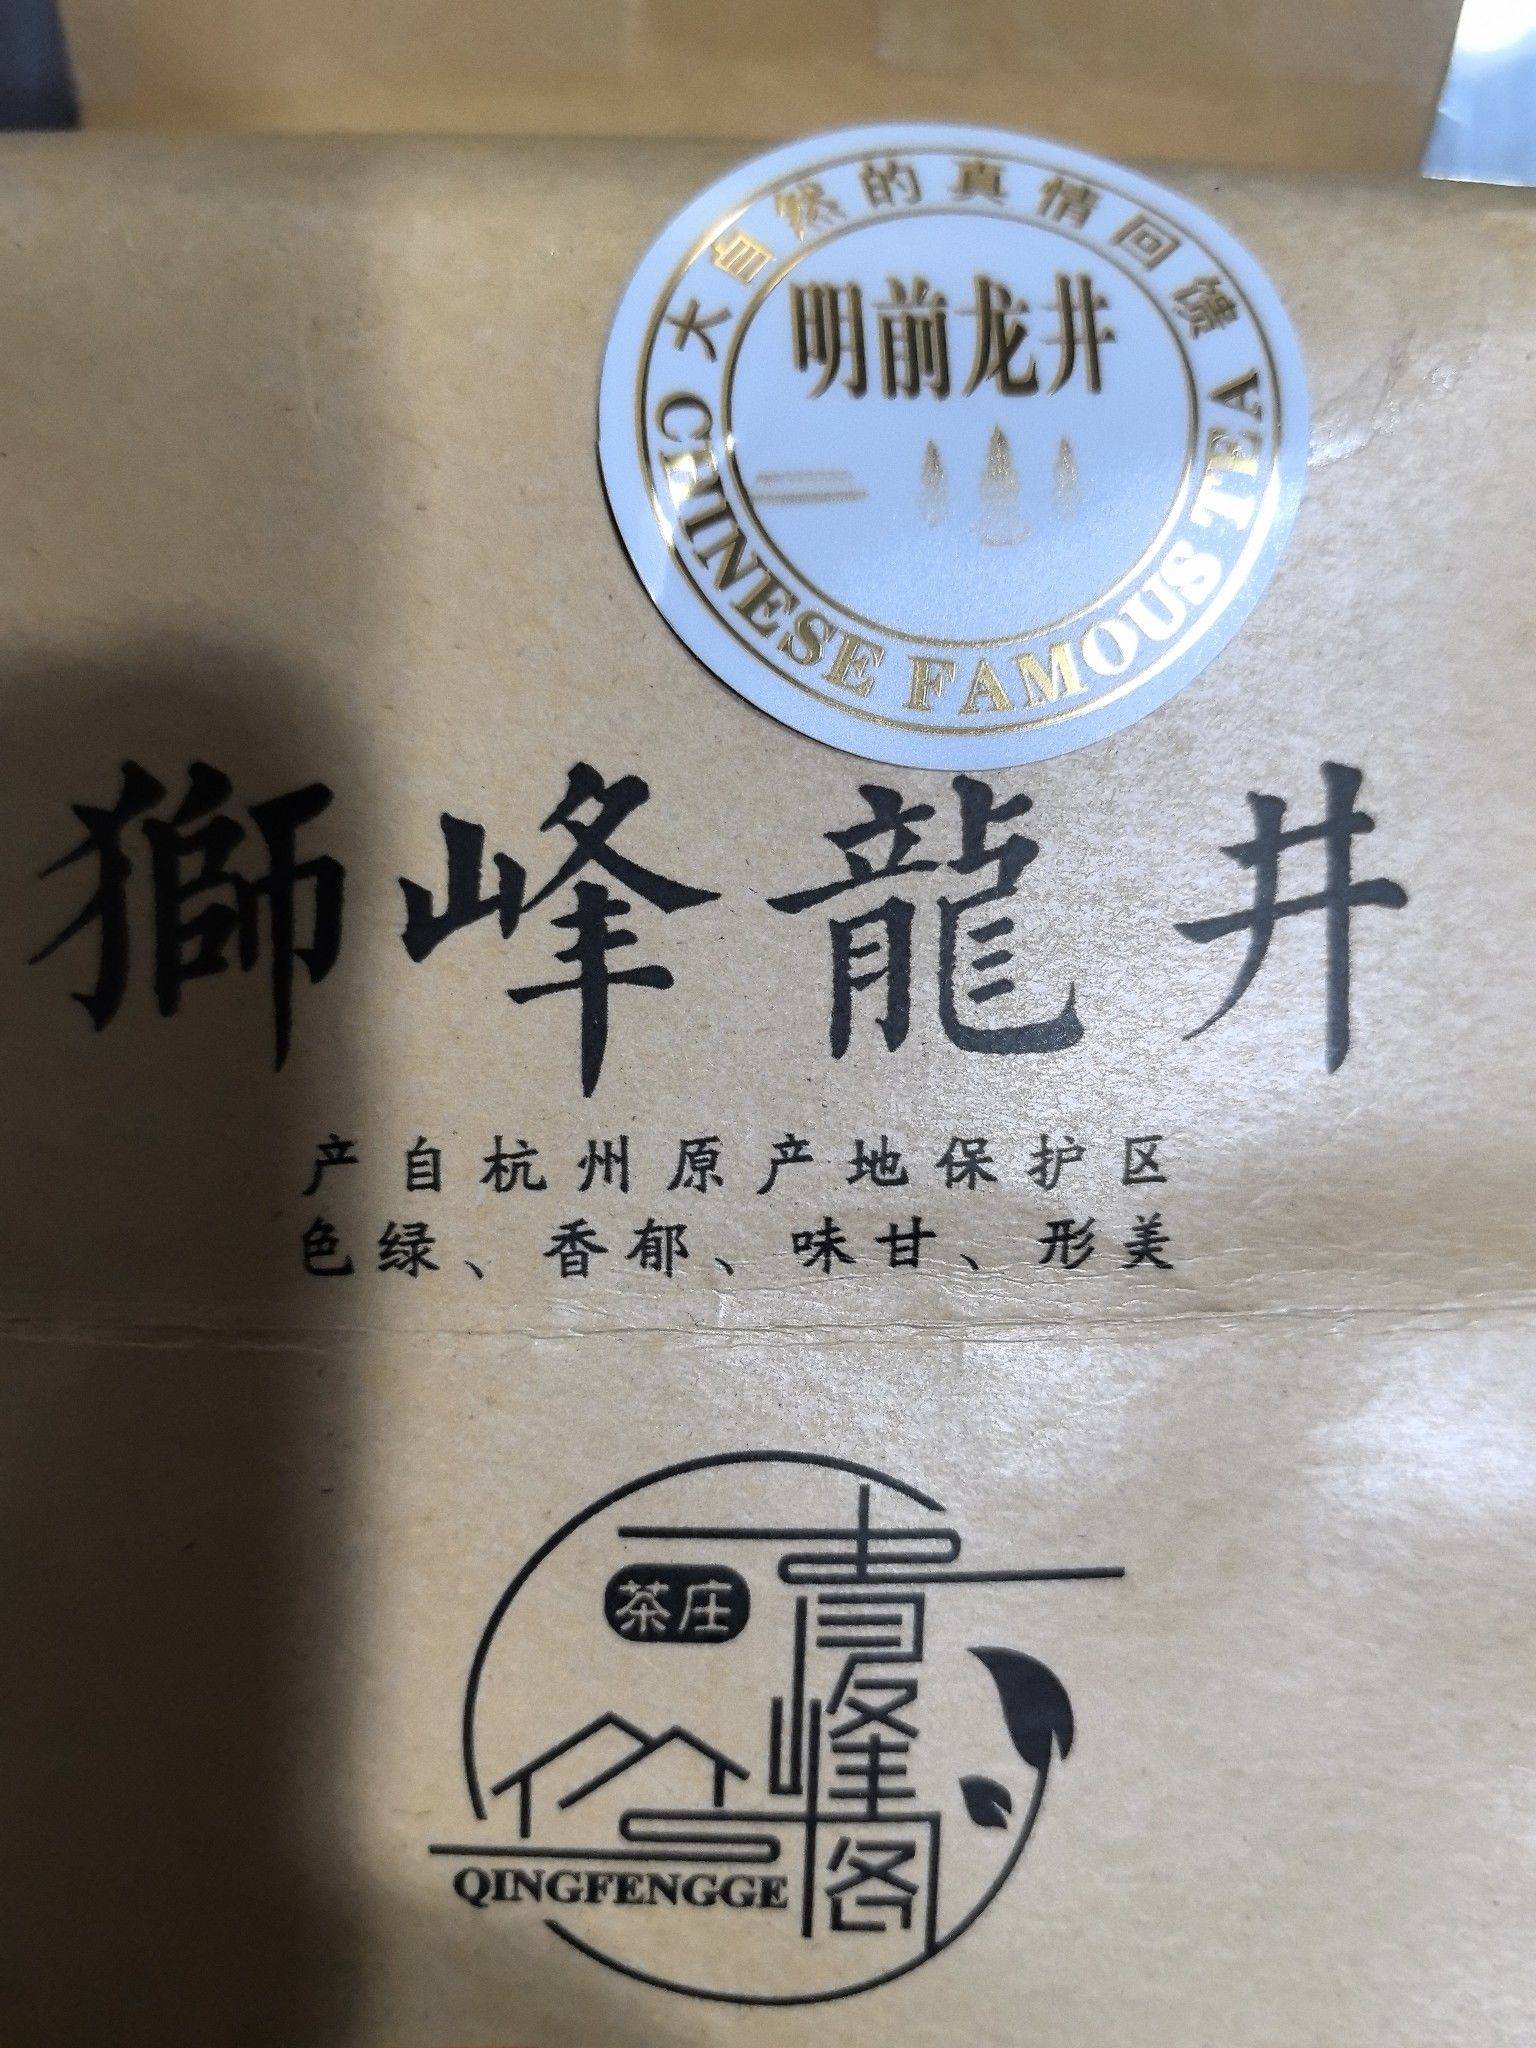 大自然的真情回馈
明前龙井
CHINESE FAMOUS TEA
獅峰龍井
产自杭州原产地保护区
色绿、香郁、味甘、形美
茶庄
青峰阁
QINGFENGGE